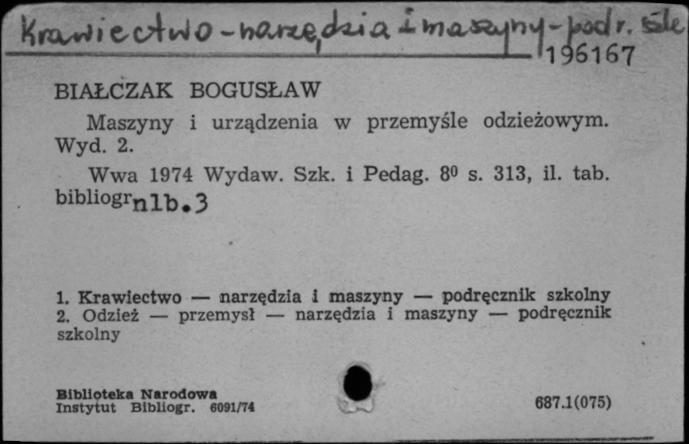 Krawiectwo - narzędzia i maszyny - podr. szk
196167
BIAŁCZAK BOGUSŁAW
Maszyny i urządzenia w przemyśle odzieżowym.
Wyd. 2.
Wwa 1974 Wydaw. Szk. i Pedag. 8⁰ s. 313, il. tab.
bibliogr nlb.3
1. Krawiectwo — narzędzia i maszyny — podręcznik szkolny
2. Odzież — przemysł — narzędzia i maszyny — podręcznik
szkolny
Biblioteka Narodowa
Instytut Bibliogr. 6091/74
687.1(075)